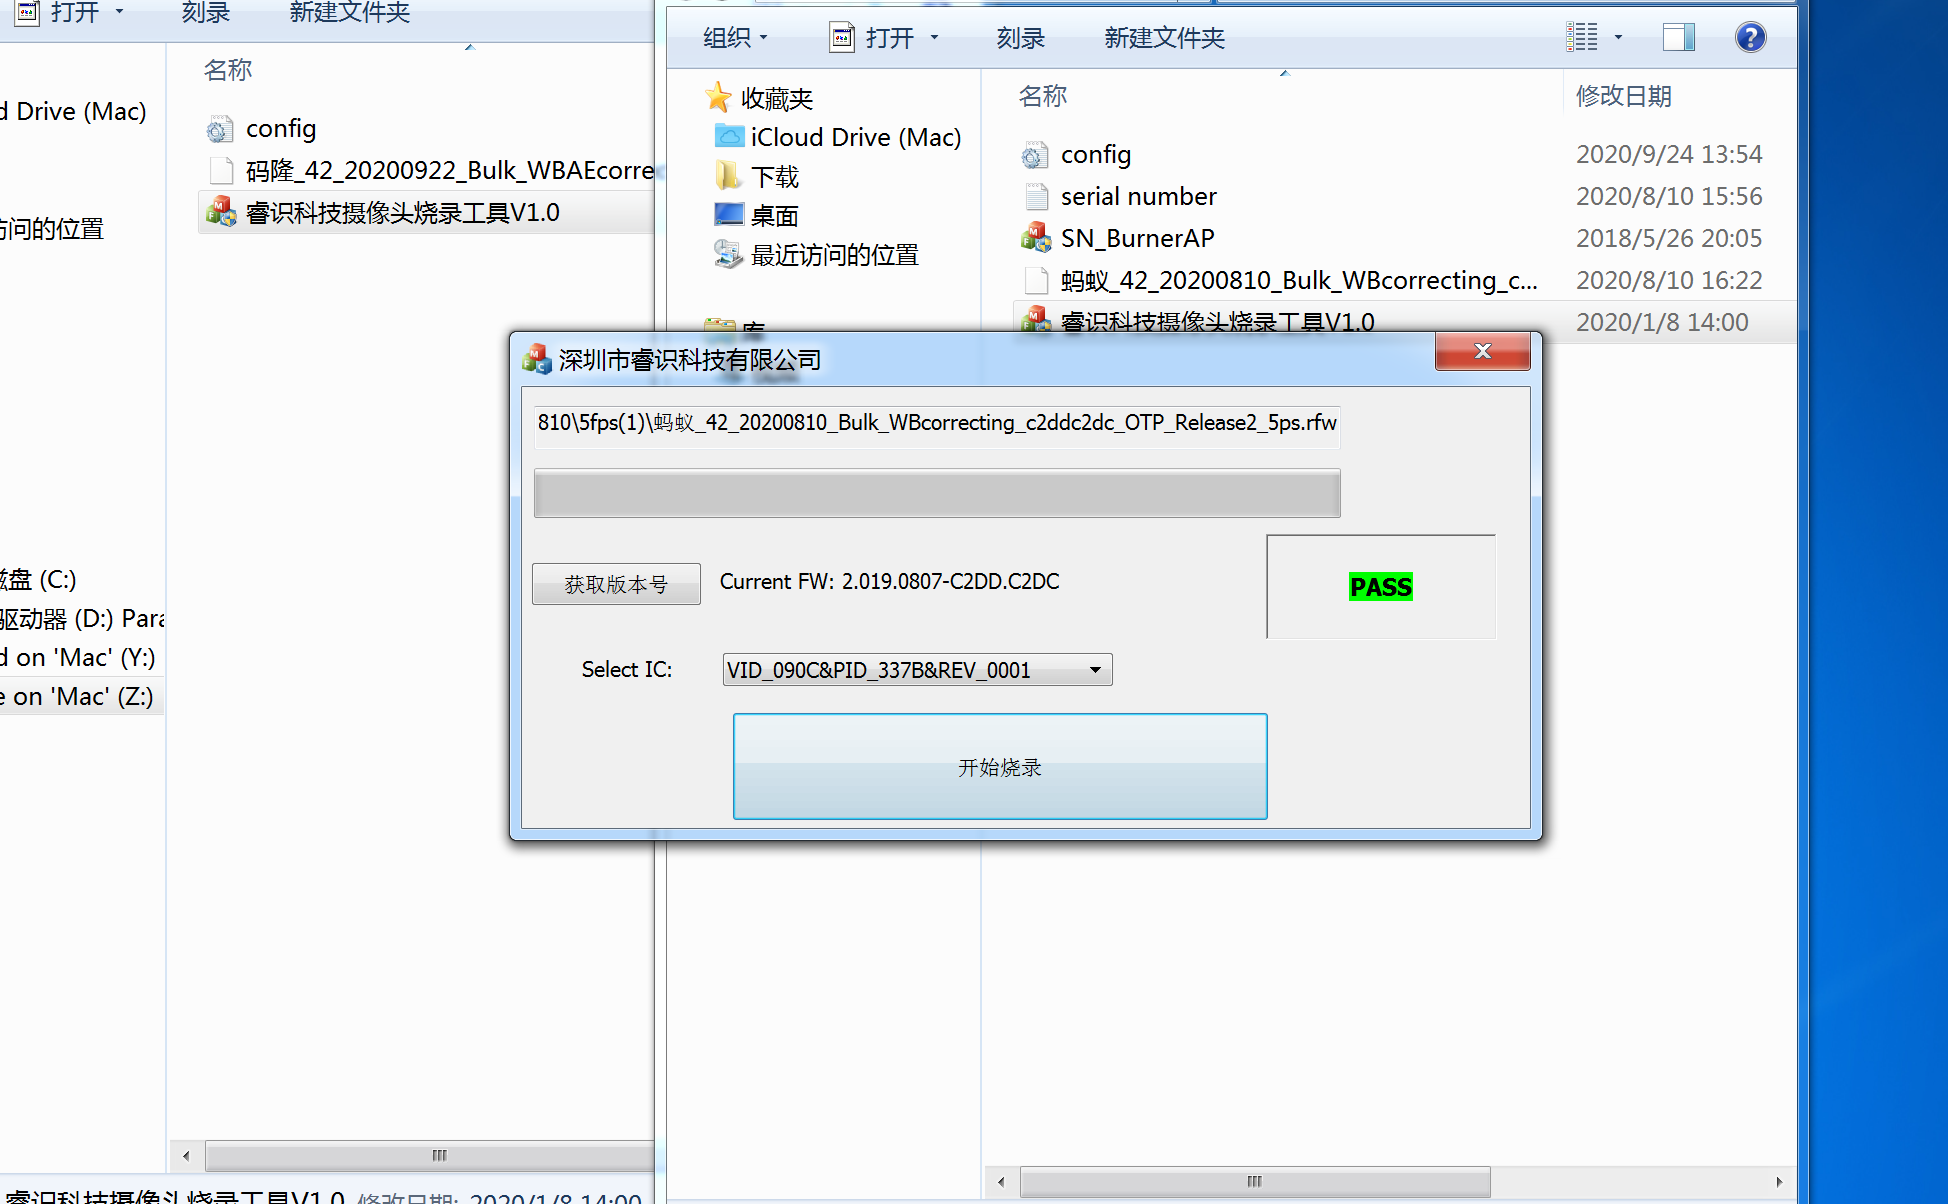 打开
刻录
新建文件夹
名称
d Drive (Mac)
config
码隆_42_20200922_Bulk_WBAEcorre
睿识科技摄像头烧录工具V1.0
访问的位置
磁盘 (C:)
驱动器 (D:) Para
d on 'Mac' (Y:)
e on 'Mac' (Z:)
睿识科技摄像头烧录工具V1.0 修改日期: 2020/1/8 14:00
组织
打开
刻录
新建文件夹
收藏夹
iCloud Drive (Mac)
下载
桌面
最近访问的位置
库
名称 修改日期
config 2020/9/24 13:54
serial number 2020/8/10 15:56
SN_BurnerAP 2018/5/26 20:05
蚂蚁_42_20200810_Bulk_WBcorrecting_c... 2020/8/10 16:22
睿识科技摄像头烧录工具V1.0 2020/1/8 14:00
深圳市睿识科技有限公司
810\5fps(1)\蚂蚁_42_20200810_Bulk_WBcorrecting_c2ddc2dc_OTP_Release2_5ps.rfw
获取版本号
Current FW: 2.019.0807-C2DD.C2DC
PASS
Select IC:
VID_090C&PID_337B&REV_0001
开始烧录